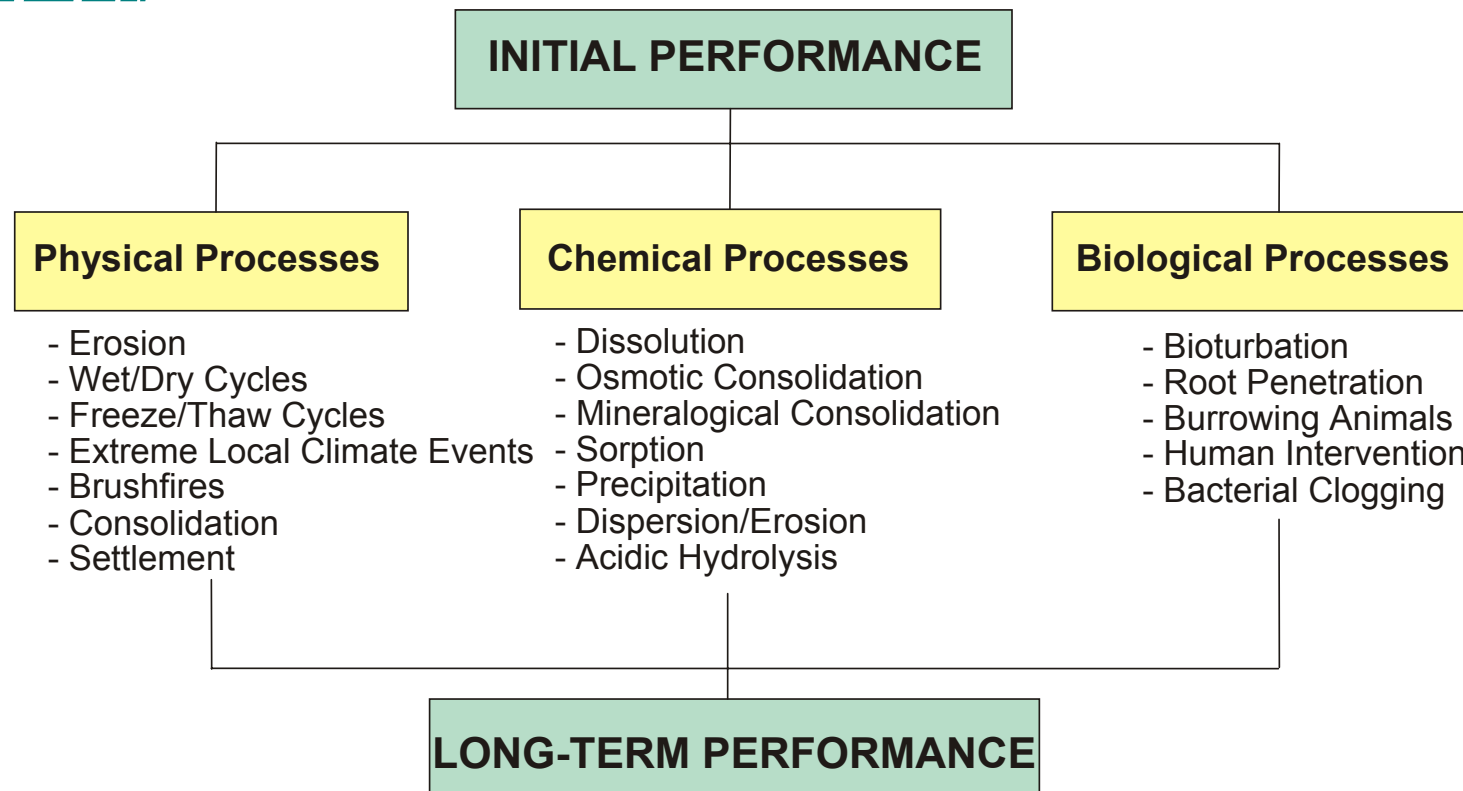 INITIAL PERFORMANCE
Physical Processes
- Erosion
- Wet/Dry Cycles
- Freeze/Thaw Cycles
- Extreme Local Climate Events
- Brushfires
- Consolidation
- Settlement
Chemical Processes
- Dissolution
- Osmotic Consolidation
- Mineralogical Consolidation
- Sorption
- Precipitation
- Dispersion/Erosion
- Acidic Hydrolysis
Biological Processes
- Bioturbation
- Root Penetration
- Burrowing Animals
- Human Intervention
- Bacterial Clogging
LONG-TERM PERFORMANCE